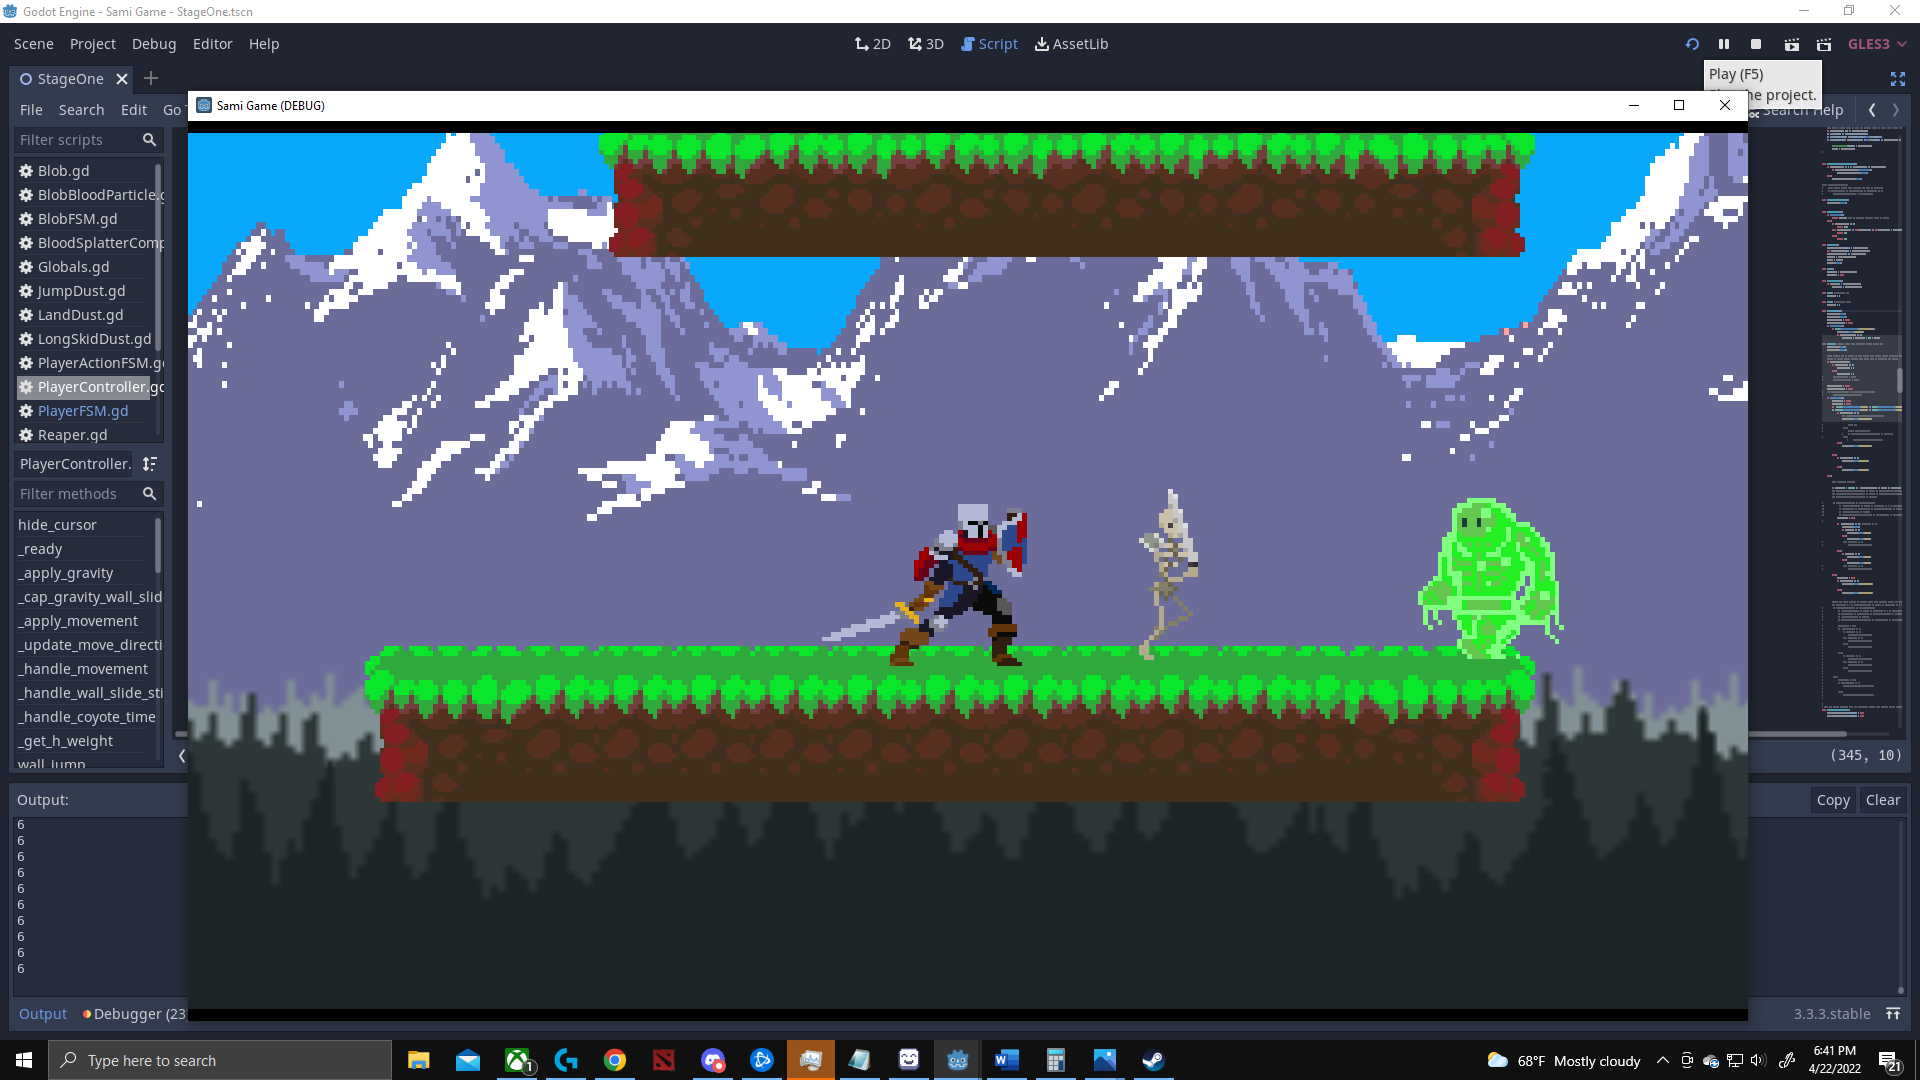 Godot Engine - Sami Game - StageOne.tscn
Scene Project Debug Editor Help
2D 3D Script AssetLib
GLES3
StageOne
Play (F5)
he project.
File Search Edit Go
Search Help
Sami Game (DEBUG)
Filter scripts
Blob.gd
BlobBloodParticle.g
BlobFSM.gd
BloodSplatterComp
Globals.gd
JumpDust.gd
LandDust.gd
LongSkidDust.gd
PlayerActionFSM.gd
PlayerController.gd
PlayerFSM.gd
Reaper.gd
PlayerController.
Filter methods
hide_cursor
_ready
_apply_gravity
_cap_gravity_wall_slid
_apply_movement
_update_move_directi
_handle_movement
_handle_wall_slide_sti
_handle_coyote_time
_get_h_weight
wall_jump
(345, 10)
Output:
Copy Clear
6
6
6
6
6
6
6
6
6
6
Output Debugger (23
3.3.3.stable
Type here to search
1
68°F Mostly cloudy
6:41 PM
4/22/2022
21